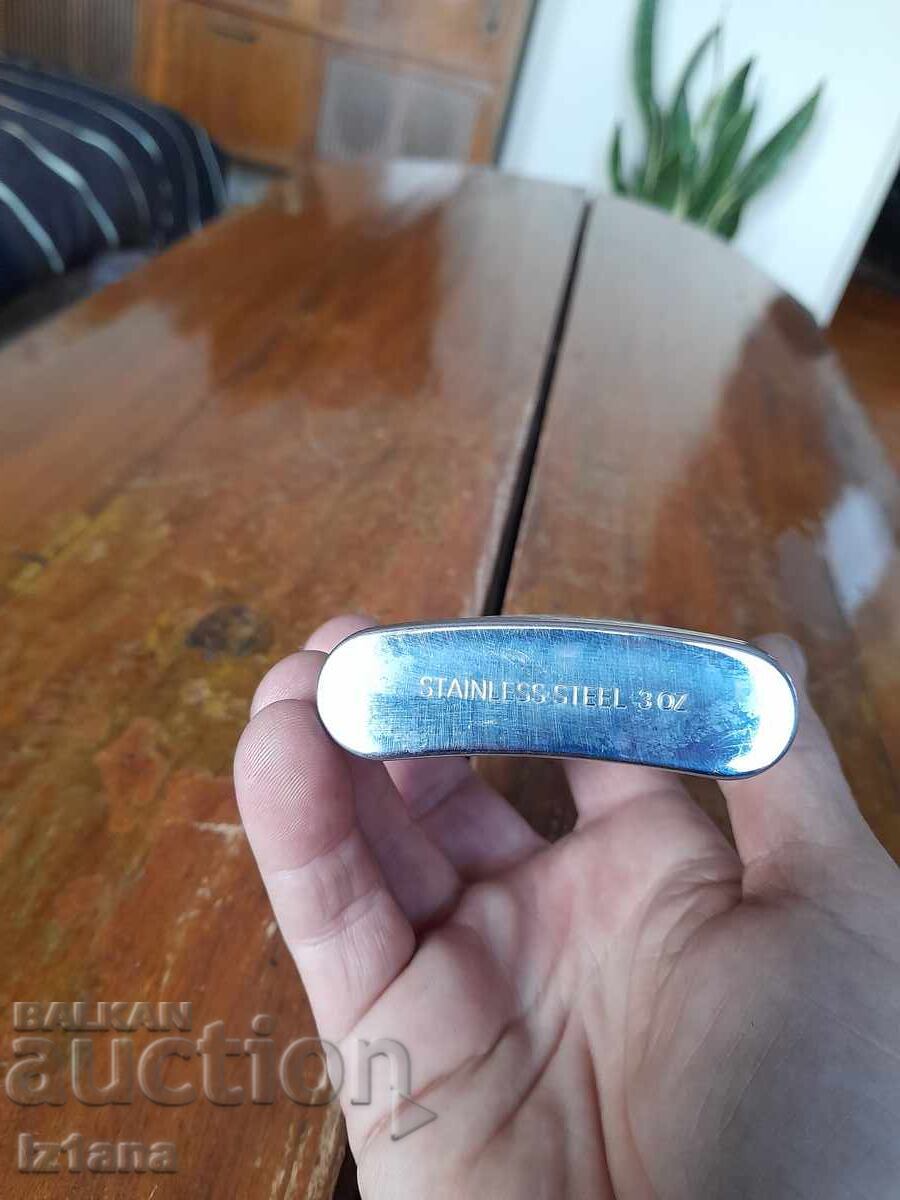 STAINLESS STEEL 3 OZ
BALKAN
auction
Iz1ana